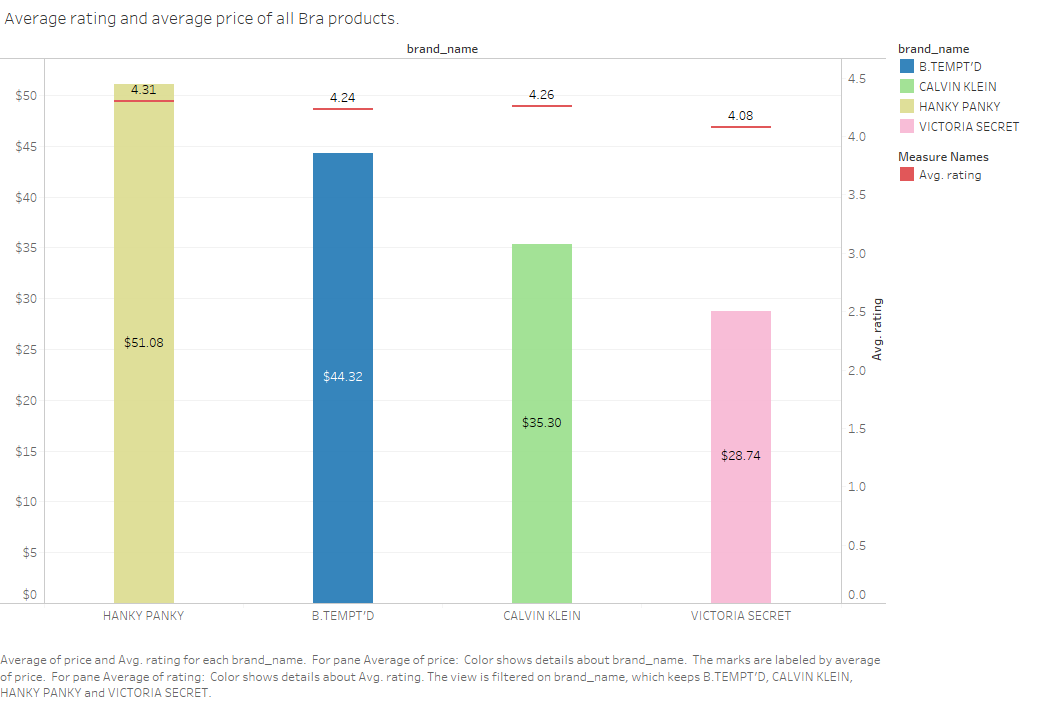 Average rating and average price of all Bra products.
brand_name
$50
$45
$40
$35
$30
$25
$20
$15
$10
$5
$0
4.31
4.24
4.26
4.08
$51.08
$44.32
$35.30
$28.74
4.5
4.0
3.5
3.0
2.5
2.0
1.5
1.0
0.5
0.0
Avg. rating
HANKY PANKY
B.TEMPT'D
CALVIN KLEIN
VICTORIA SECRET
brand_name
B.TEMPT'D
CALVIN KLEIN
HANKY PANKY
VICTORIA SECRET
Measure Names
Avg. rating
Average of price and Avg. rating for each brand_name. For pane Average of price: Color shows details about brand_name. The marks are labeled by average
of price. For pane Average of rating: Color shows details about Avg. rating. The view is filtered on brand_name, which keeps B.TEMPT'D, CALVIN KLEIN,
HANKY PANKY and VICTORIA SECRET.